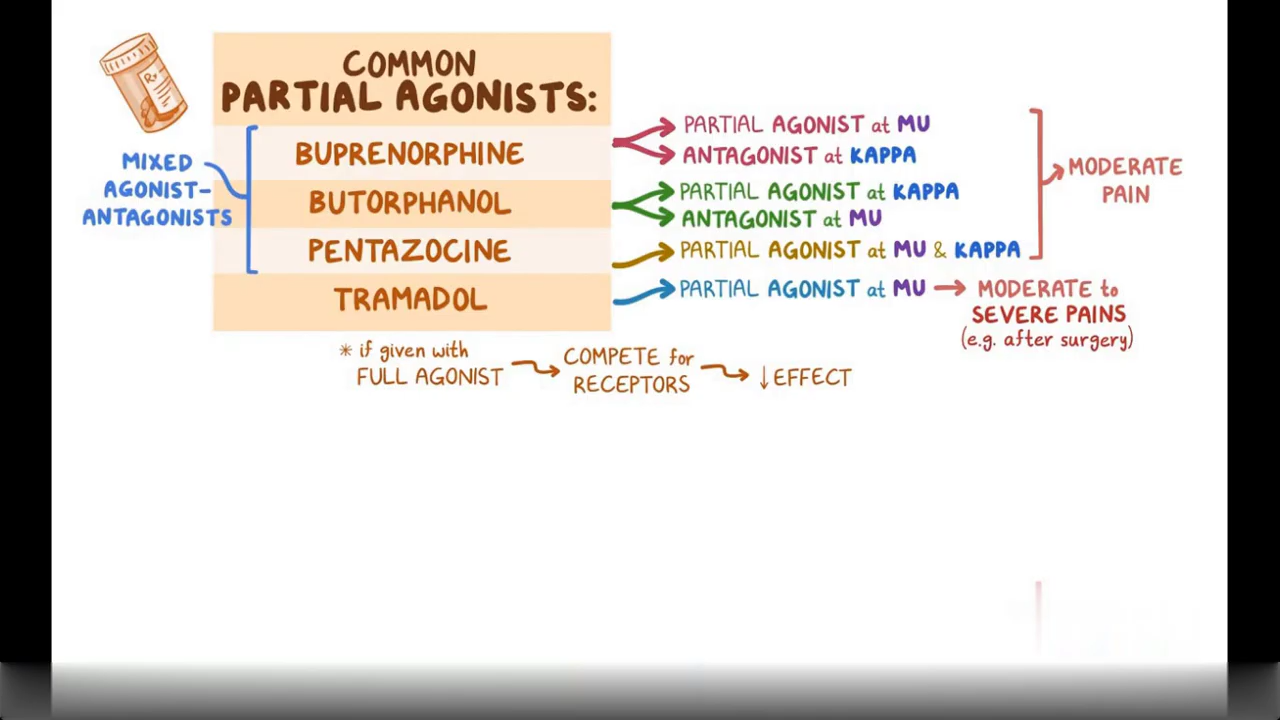 COMMON
PARTIAL AGONISTS:
Rx
MIXED
AGONIST-
ANTAGONISTS
BUPRENORPHINE
PARTIAL AGONIST at MU
ANTAGONIST at KAPPA
BUTORPHANOL
PARTIAL AGONIST at KAPPA
ANTAGONIST at MU
PENTAZOCINE
PARTIAL AGONIST at MU & KAPPA
MODERATE
PAIN
TRAMADOL
PARTIAL AGONIST at MU
MODERATE to
SEVERE PAINS
(e.g. after surgery)
* if given with
FULL AGONIST
COMPETE for
RECEPTORS
↓EFFECT